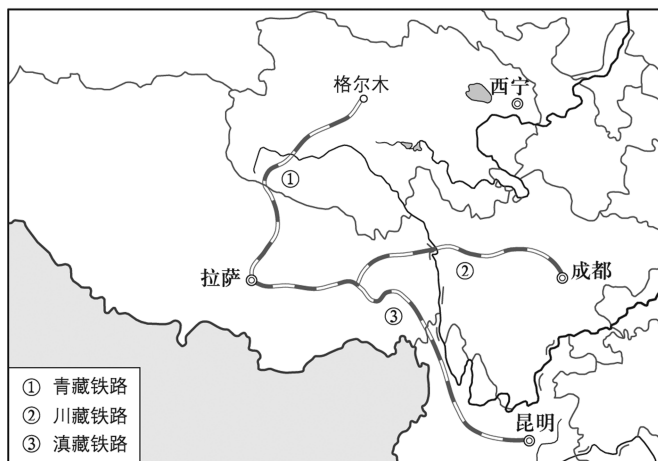 格尔木
西宁
①
拉萨
②
成都
③
昆明
① 青藏铁路
② 川藏铁路
③ 滇藏铁路